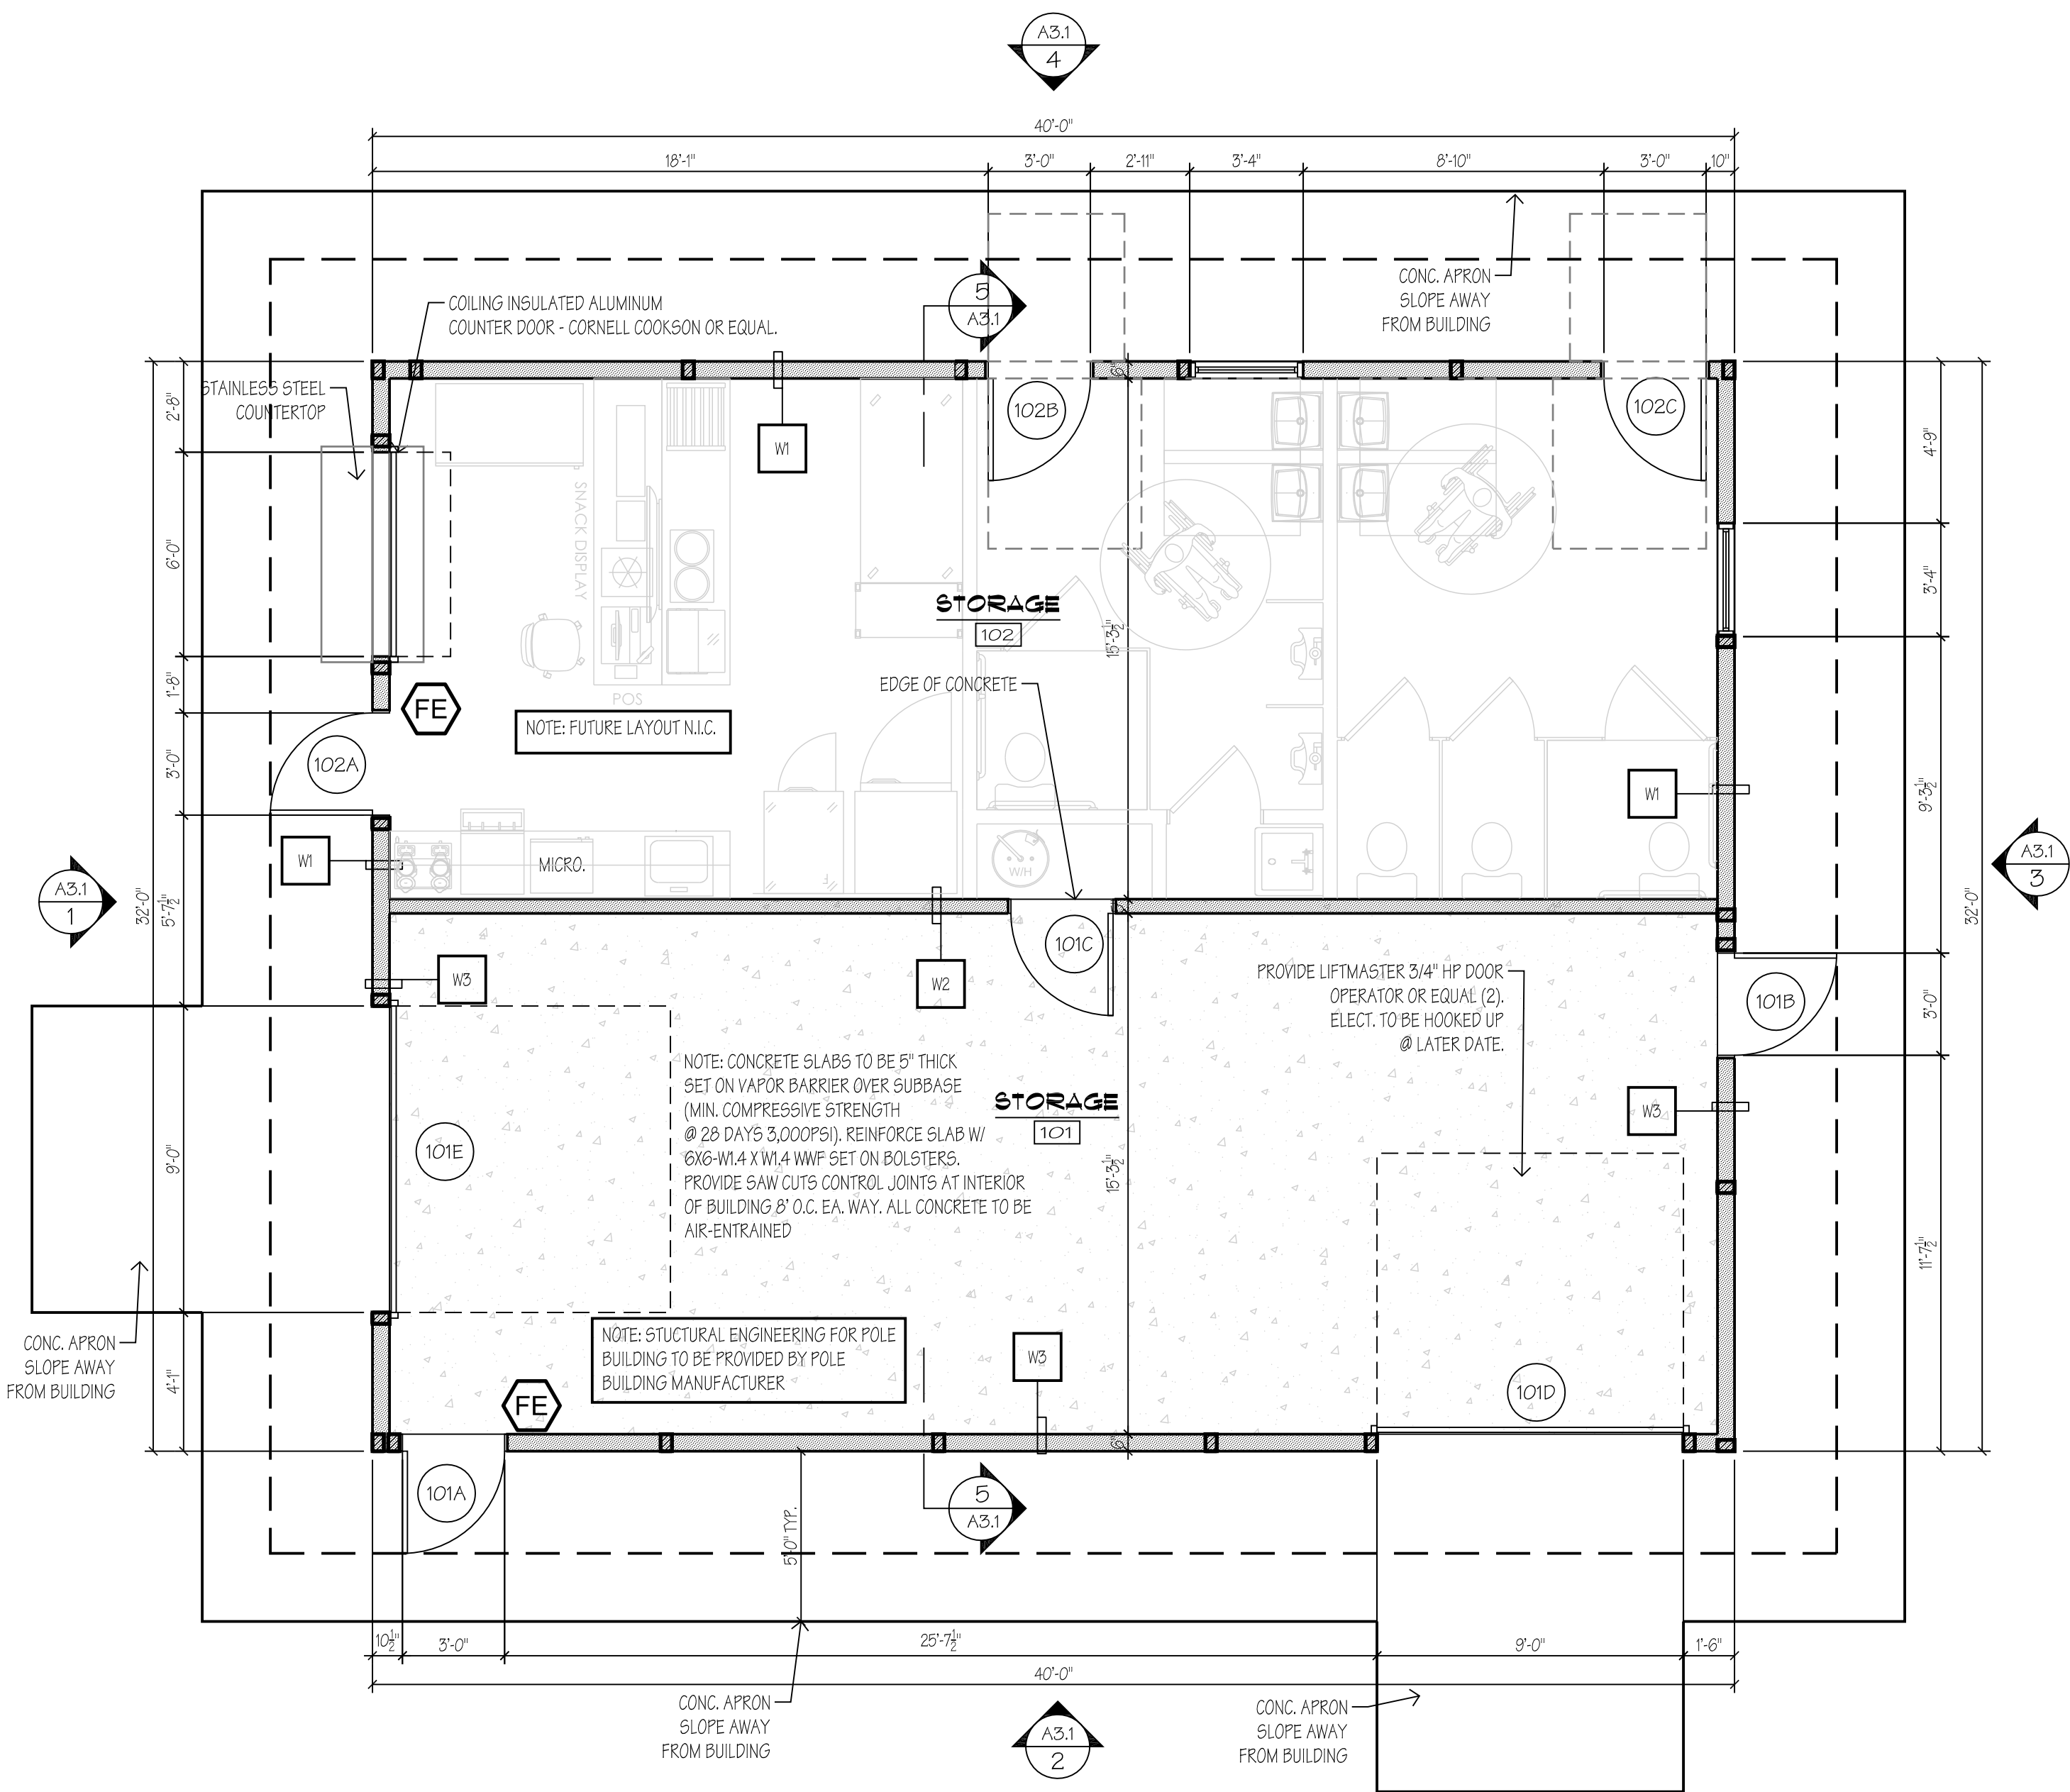 A3.1
4
40'-0"
18'-1"
3'-0"
2'-11"
3'-4"
8'-10"
3'-0"
10"
CONC. APRON
SLOPE AWAY
FROM BUILDING
5
A3.1
COILING INSULATED ALUMINUM
COUNTER DOOR - CORNELL COOKSON OR EQUAL.
STAINLESS STEEL
COUNTERTOP
2'-8"
6'-0"
1'-8"
3'-0"
5'-7½"
9'-0"
4'-1"
32'-0"
W1
102B
102C
6"
4'-9"
3'-4"
9'-3½"
3'-0"
11'-7½"
32'-0"
SNACK DISPLAY
POS
STORAGE
102
15'-3½"
EDGE OF CONCRETE
FE
NOTE: FUTURE LAYOUT N.I.C.
102A
W1
W1
MICRO.
W/H
A3.1
1
A3.1
3
W3
W2
101C
PROVIDE LIFTMASTER 3/4" HP DOOR
OPERATOR OR EQUAL (2).
ELECT. TO BE HOOKED UP
@ LATER DATE.
101B
NOTE: CONCRETE SLABS TO BE 5" THICK
SET ON VAPOR BARRIER OVER SUBBASE
(MIN. COMPRESSIVE STRENGTH
@ 28 DAYS 3,000PSI). REINFORCE SLAB W/
6X6-W1.4 X W1.4 WWF SET ON BOLSTERS.
PROVIDE SAW CUTS CONTROL JOINTS AT INTERIOR
OF BUILDING 8' O.C. EA. WAY. ALL CONCRETE TO BE
AIR-ENTRAINED
STORAGE
101
15'-3½"
W3
101E
CONC. APRON
SLOPE AWAY
FROM BUILDING
NOTE: STUCTURAL ENGINEERING FOR POLE
BUILDING TO BE PROVIDED BY POLE
BUILDING MANUFACTURER
W3
FE
101D
6"
101A
5
A3.1
5'-0" TYP.
10½"
3'-0"
25'-7½"
9'-0"
1'-6"
40'-0"
CONC. APRON
SLOPE AWAY
FROM BUILDING
A3.1
2
CONC. APRON
SLOPE AWAY
FROM BUILDING